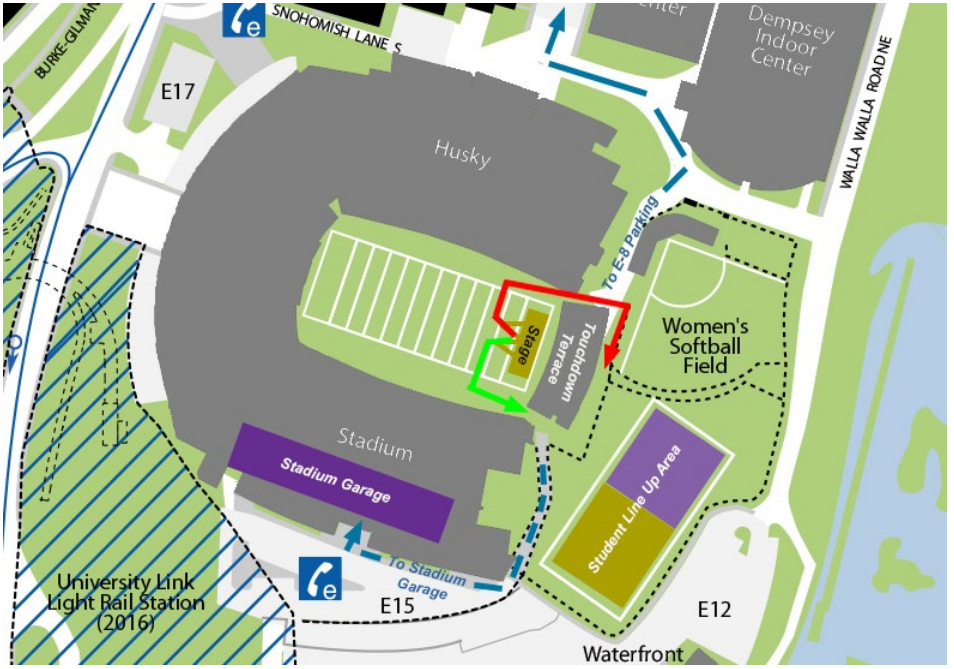 Center
Dempsey
Indoor
Center
SNOHOMISH LANE S
BURKE-GILMAN
e
E17
WALLA WALLA ROAD NE
Husky
To E-8 Parking
Stage
Touchdown
Terrace
Women's
Softball
Field
Stadium
Stadium Garage
Student Line Up Area
To Stadium
Garage
e
University Link
Light Rail Station
(2016)
E15
E12
Waterfront